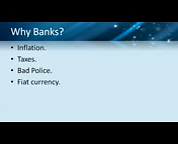 Why Banks?
• Inflation.
• Taxes.
• Bad Police.
• Fiat currency.